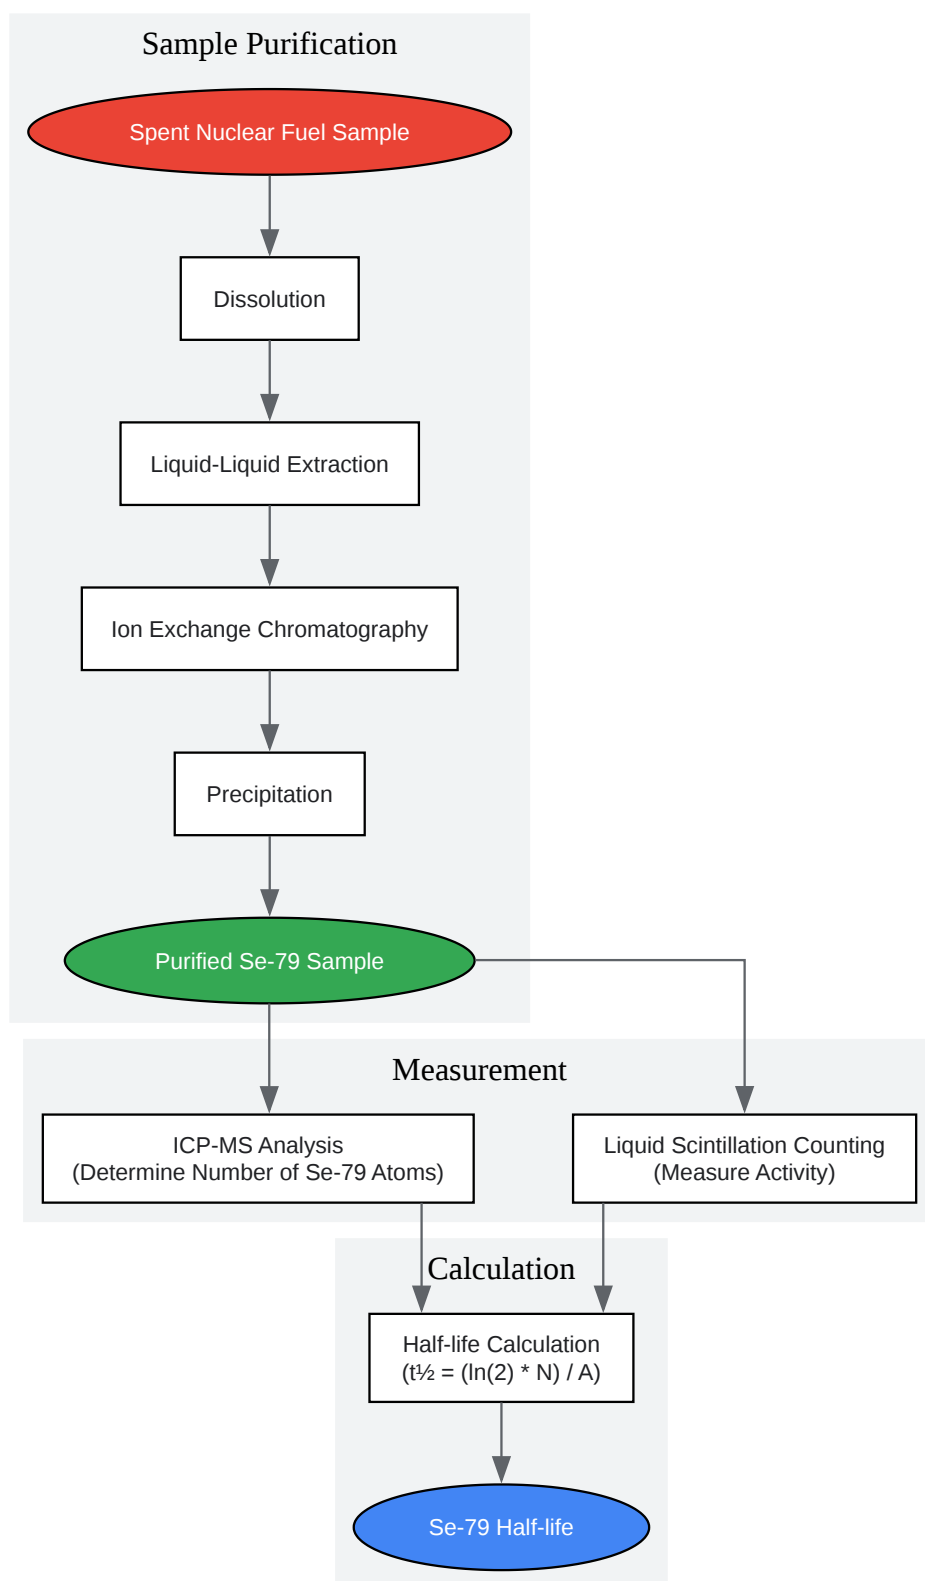 Sample Purification
Spent Nuclear Fuel Sample
Dissolution
Liquid-Liquid Extraction
Ion Exchange Chromatography
Precipitation
Purified Se-79 Sample
Measurement
ICP-MS Analysis
(Determine Number of Se-79 Atoms)
Liquid Scintillation Counting
(Measure Activity)
Calculation
Half-life Calculation
(t½ = (ln(2) * N) / A)
Se-79 Half-life